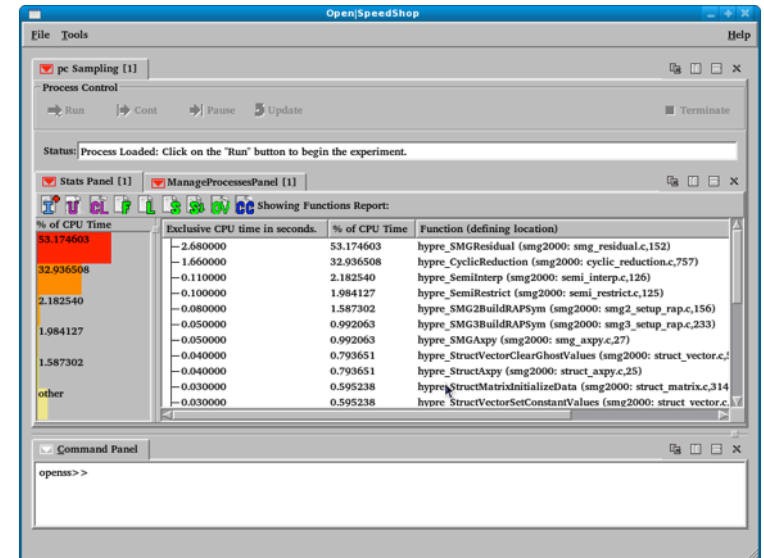 Open|SpeedShop
File Tools Help
pc Sampling [1]
Process Control
Run Cont Pause Update Terminate
Status: Process Loaded: Click on the "Run" button to begin the experiment.
Stats Panel [1] ManageProcessesPanel [1]
I U CL F L S OV CC Showing Functions Report:
% of CPU Time
53.174603
32.936508
2.182540
1.984127
1.587302
other
Exclusive CPU time in seconds. % of CPU Time Function (defining location)
2.680000 53.174603 hypre_SMGResidual (smg2000: smg_residual.c,152)
1.660000 32.936508 hypre_CyclicReduction (smg2000: cyclic_reduction.c,757)
0.110000 2.182540 hypre_SemiInterp (smg2000: semi_interp.c,126)
0.100000 1.984127 hypre_SemiRestrict (smg2000: semi_restrict.c,125)
0.080000 1.587302 hypre_SMG2BuildRAPSym (smg2000: smg2_setup_rap.c,156)
0.050000 0.992063 hypre_SMG3BuildRAPSym (smg2000: smg3_setup_rap.c,233)
0.050000 0.992063 hypre_SMGAxpy (smg2000: smg_axpy.c,27)
0.040000 0.793651 hypre_StructVectorClearGhostValues (smg2000: struct_vector.c,
0.040000 0.793651 hypre_StructAxpy (smg2000: struct_axpy.c,25)
0.030000 0.595238 hypre_StructMatrixInitializeData (smg2000: struct_matrix.c,314
0.030000 0.595238 hypre_StructVectorSetConstantValues (smg2000: struct_vector.c,
Command Panel
openss>>